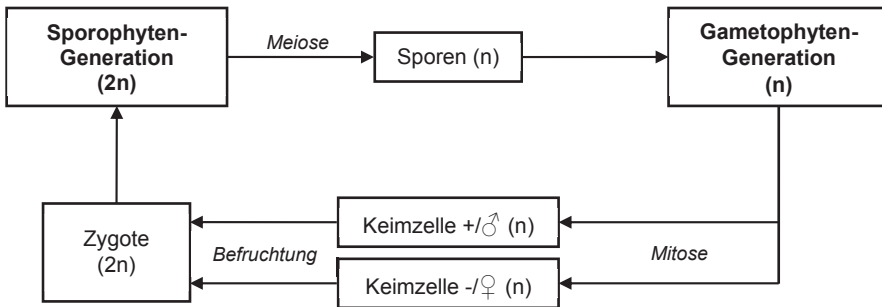 Sporophyten-
Generation
(2n)
Meiose
Sporen (n)
Gametophyten-
Generation
(n)
Zygote
(2n)
Befruchtung
Keimzelle +/♂ (n)
Keimzelle -/♀ (n)
Mitose